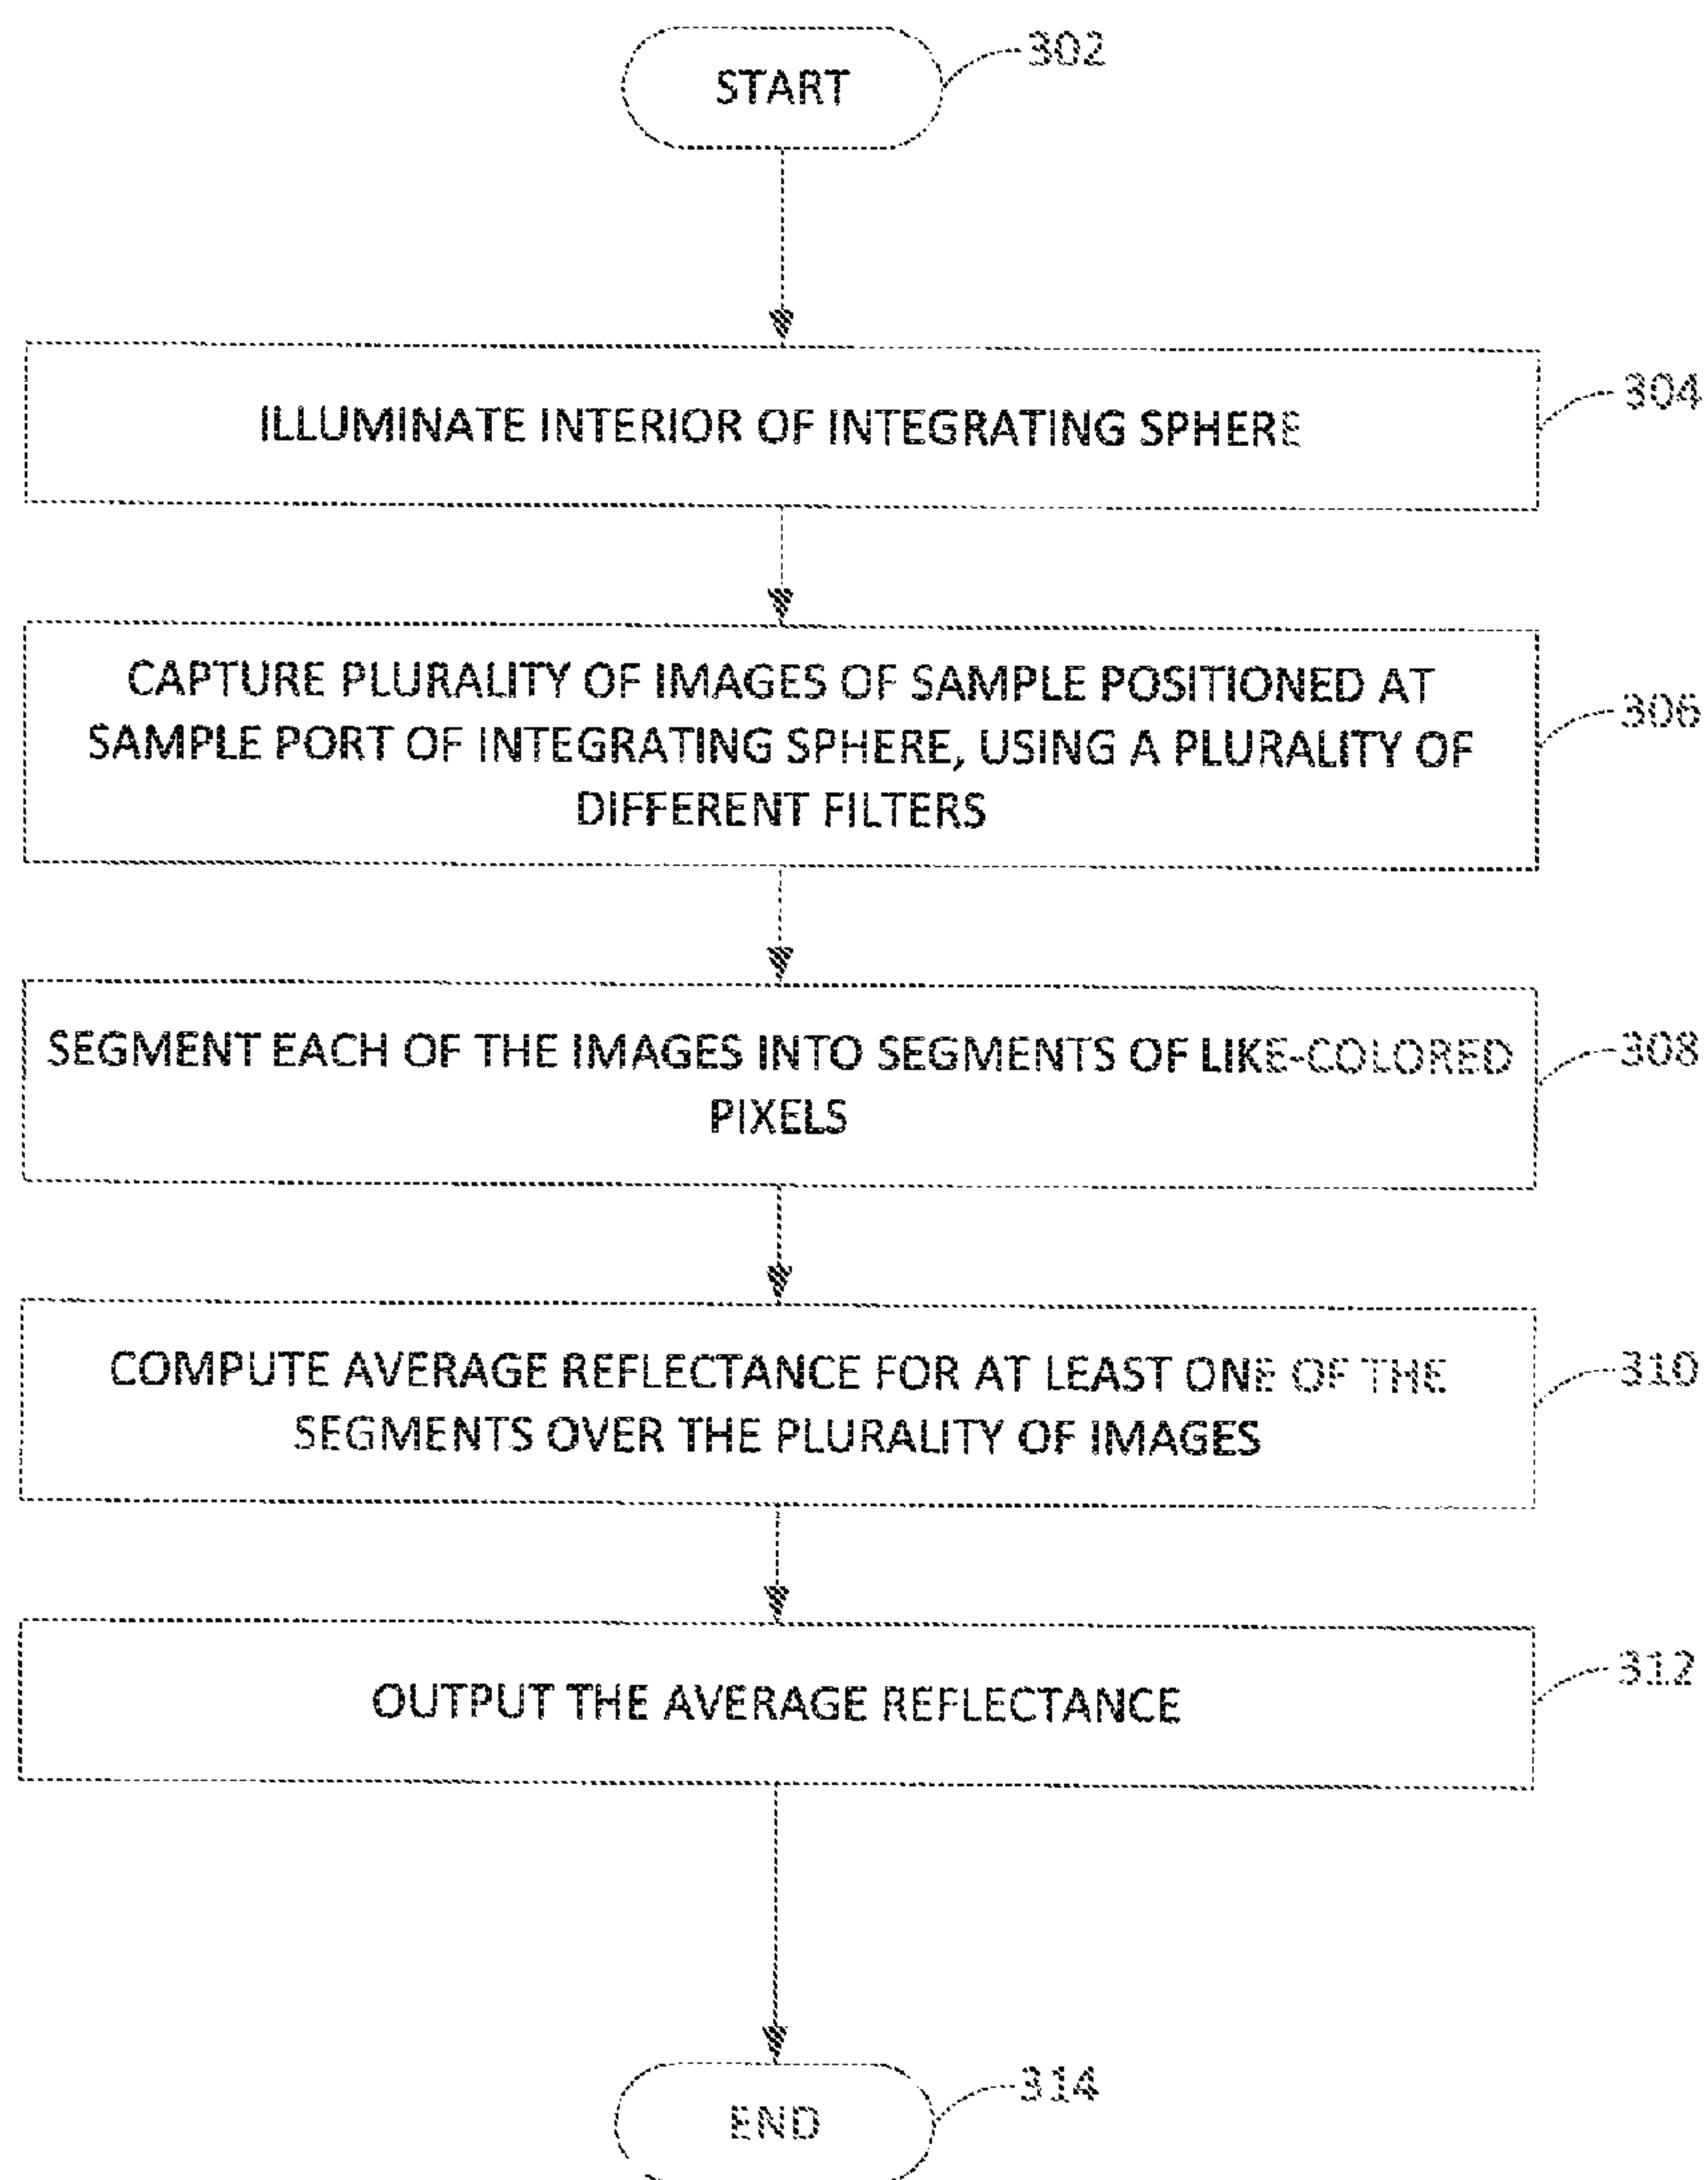 START
302
ILLUMINATE INTERIOR OF INTEGRATING SPHERE
304
CAPTURE PLURALITY OF IMAGES OF SAMPLE POSITIONED AT
SAMPLE PORT OF INTEGRATING SPHERE, USING A PLURALITY OF
DIFFERENT FILTERS
306
SEGMENT EACH OF THE IMAGES INTO SEGMENTS OF LIKE-COLORED
PIXELS
308
COMPUTE AVERAGE REFLECTANCE FOR AT LEAST ONE OF THE
SEGMENTS OVER THE PLURALITY OF IMAGES
310
OUTPUT THE AVERAGE REFLECTANCE
312
END
314